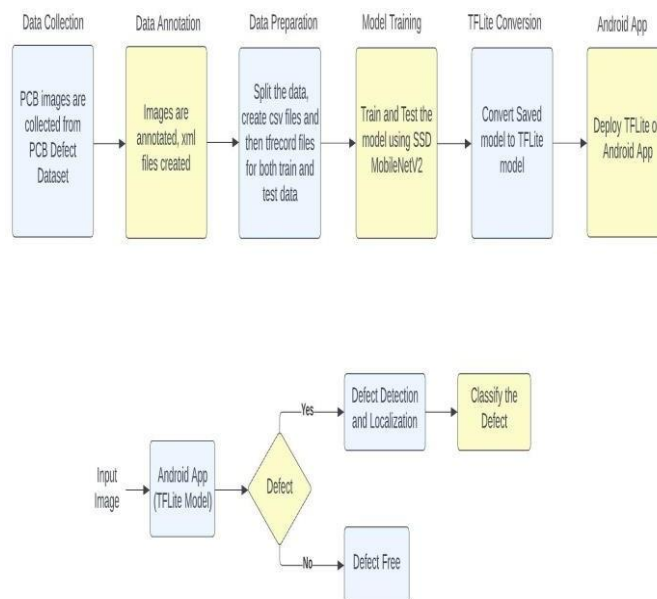 Data Collection
Data Annotation
Data Preparation
Model Training
TFLite Conversion
Android App
PCB images are
collected from
PCB Defect
Dataset
Images are
annotated, xml
files created
Split the data,
create csv files and
then tfrecord files
for both train and
test data
Train and Test the
model using SSD
MobileNetV2
Convert Saved
model to TFLite
model
Deploy TFLite o
Android App
Input
Image
Android App
(TFLite Model)
Defect
Yes
Defect Detection
and Localization
Classify the
Defect
No
Defect Free